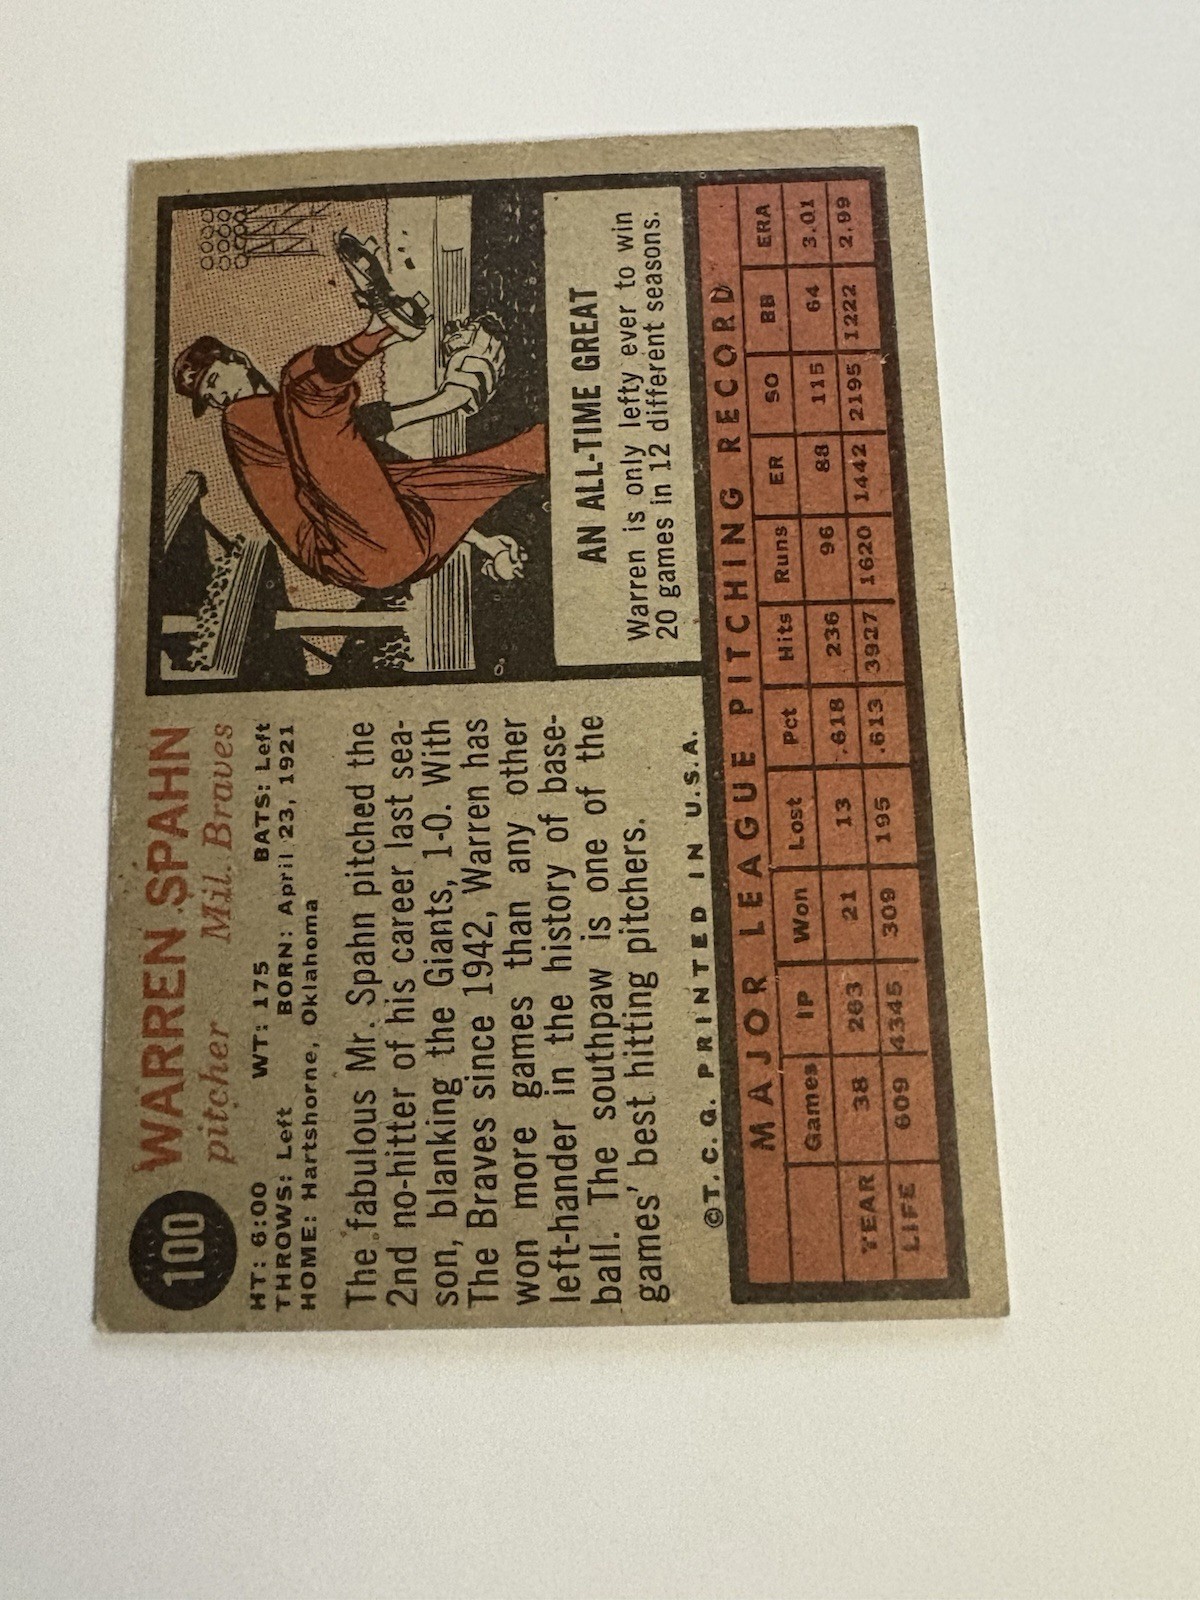 100
WARREN SPAHN
pitcher Mil. Braves
HT: 6:00 WT: 175 BATS: Left
THROWS: Left BORN: April 23, 1921
HOME: Hartshorne, Oklahoma
The fabulous Mr. Spahn pitched the
2nd no-hitter of his career last sea-
son, blanking the Giants, 1-0. With
The Braves since 1942, Warren has
won more games than any other
left-hander in the history of base-
ball. The southpaw is one of the
games' best hitting pitchers.
©T. C. G. PRINTED IN U.S.A.
AN ALL-TIME GREAT
Warren is only lefty ever to win
20 games in 12 different seasons.
MAJOR LEAGUE PITCHING RECORD
Games IP Won Lost Pct Hits Runs ER SO BB ERA
YEAR 38 263 21 13 .618 236 96 88 115 64 3.01
LIFE 609 4345 309 195 .613 3927 1620 1442 2195 1222 2.99